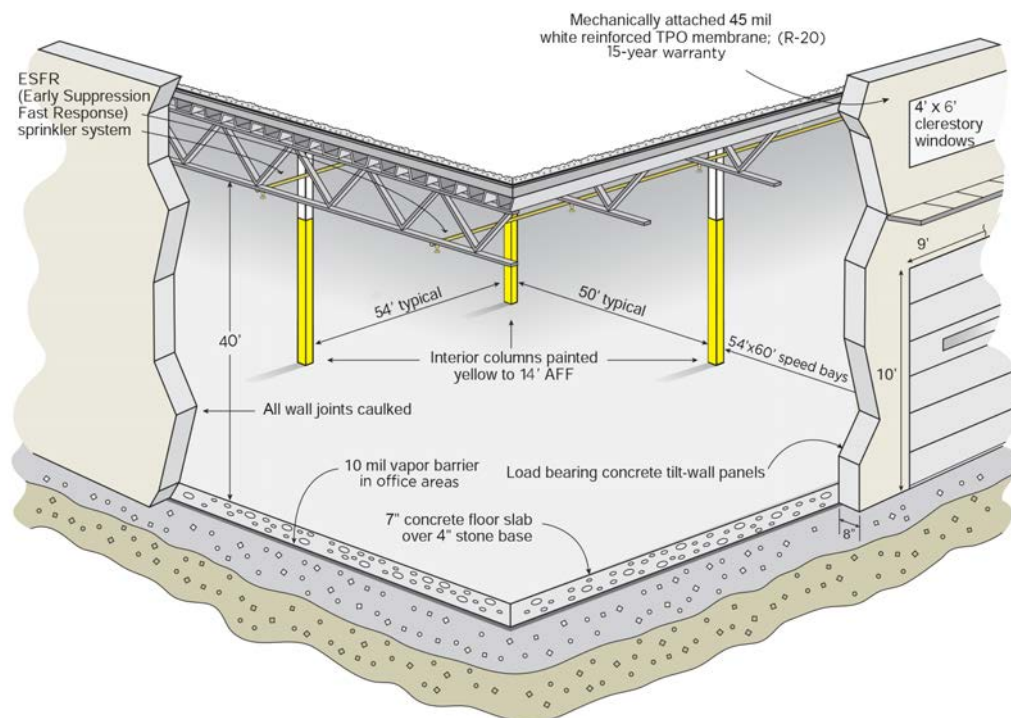 Mechanically attached 45 mil
white reinforced TPO membrane; (R-20)
15-year warranty
ESFR
(Early Suppression
Fast Response)
sprinkler system
4' x 6'
clerestory
windows
9'
54' typical
50' typical
40'
Interior columns painted
yellow to 14' AFF
54'x60' speed bays
10'
All wall joints caulked
10 mil vapor barrier
in office areas
Load bearing concrete tilt-wall panels
7" concrete floor slab
over 4" stone base
8"